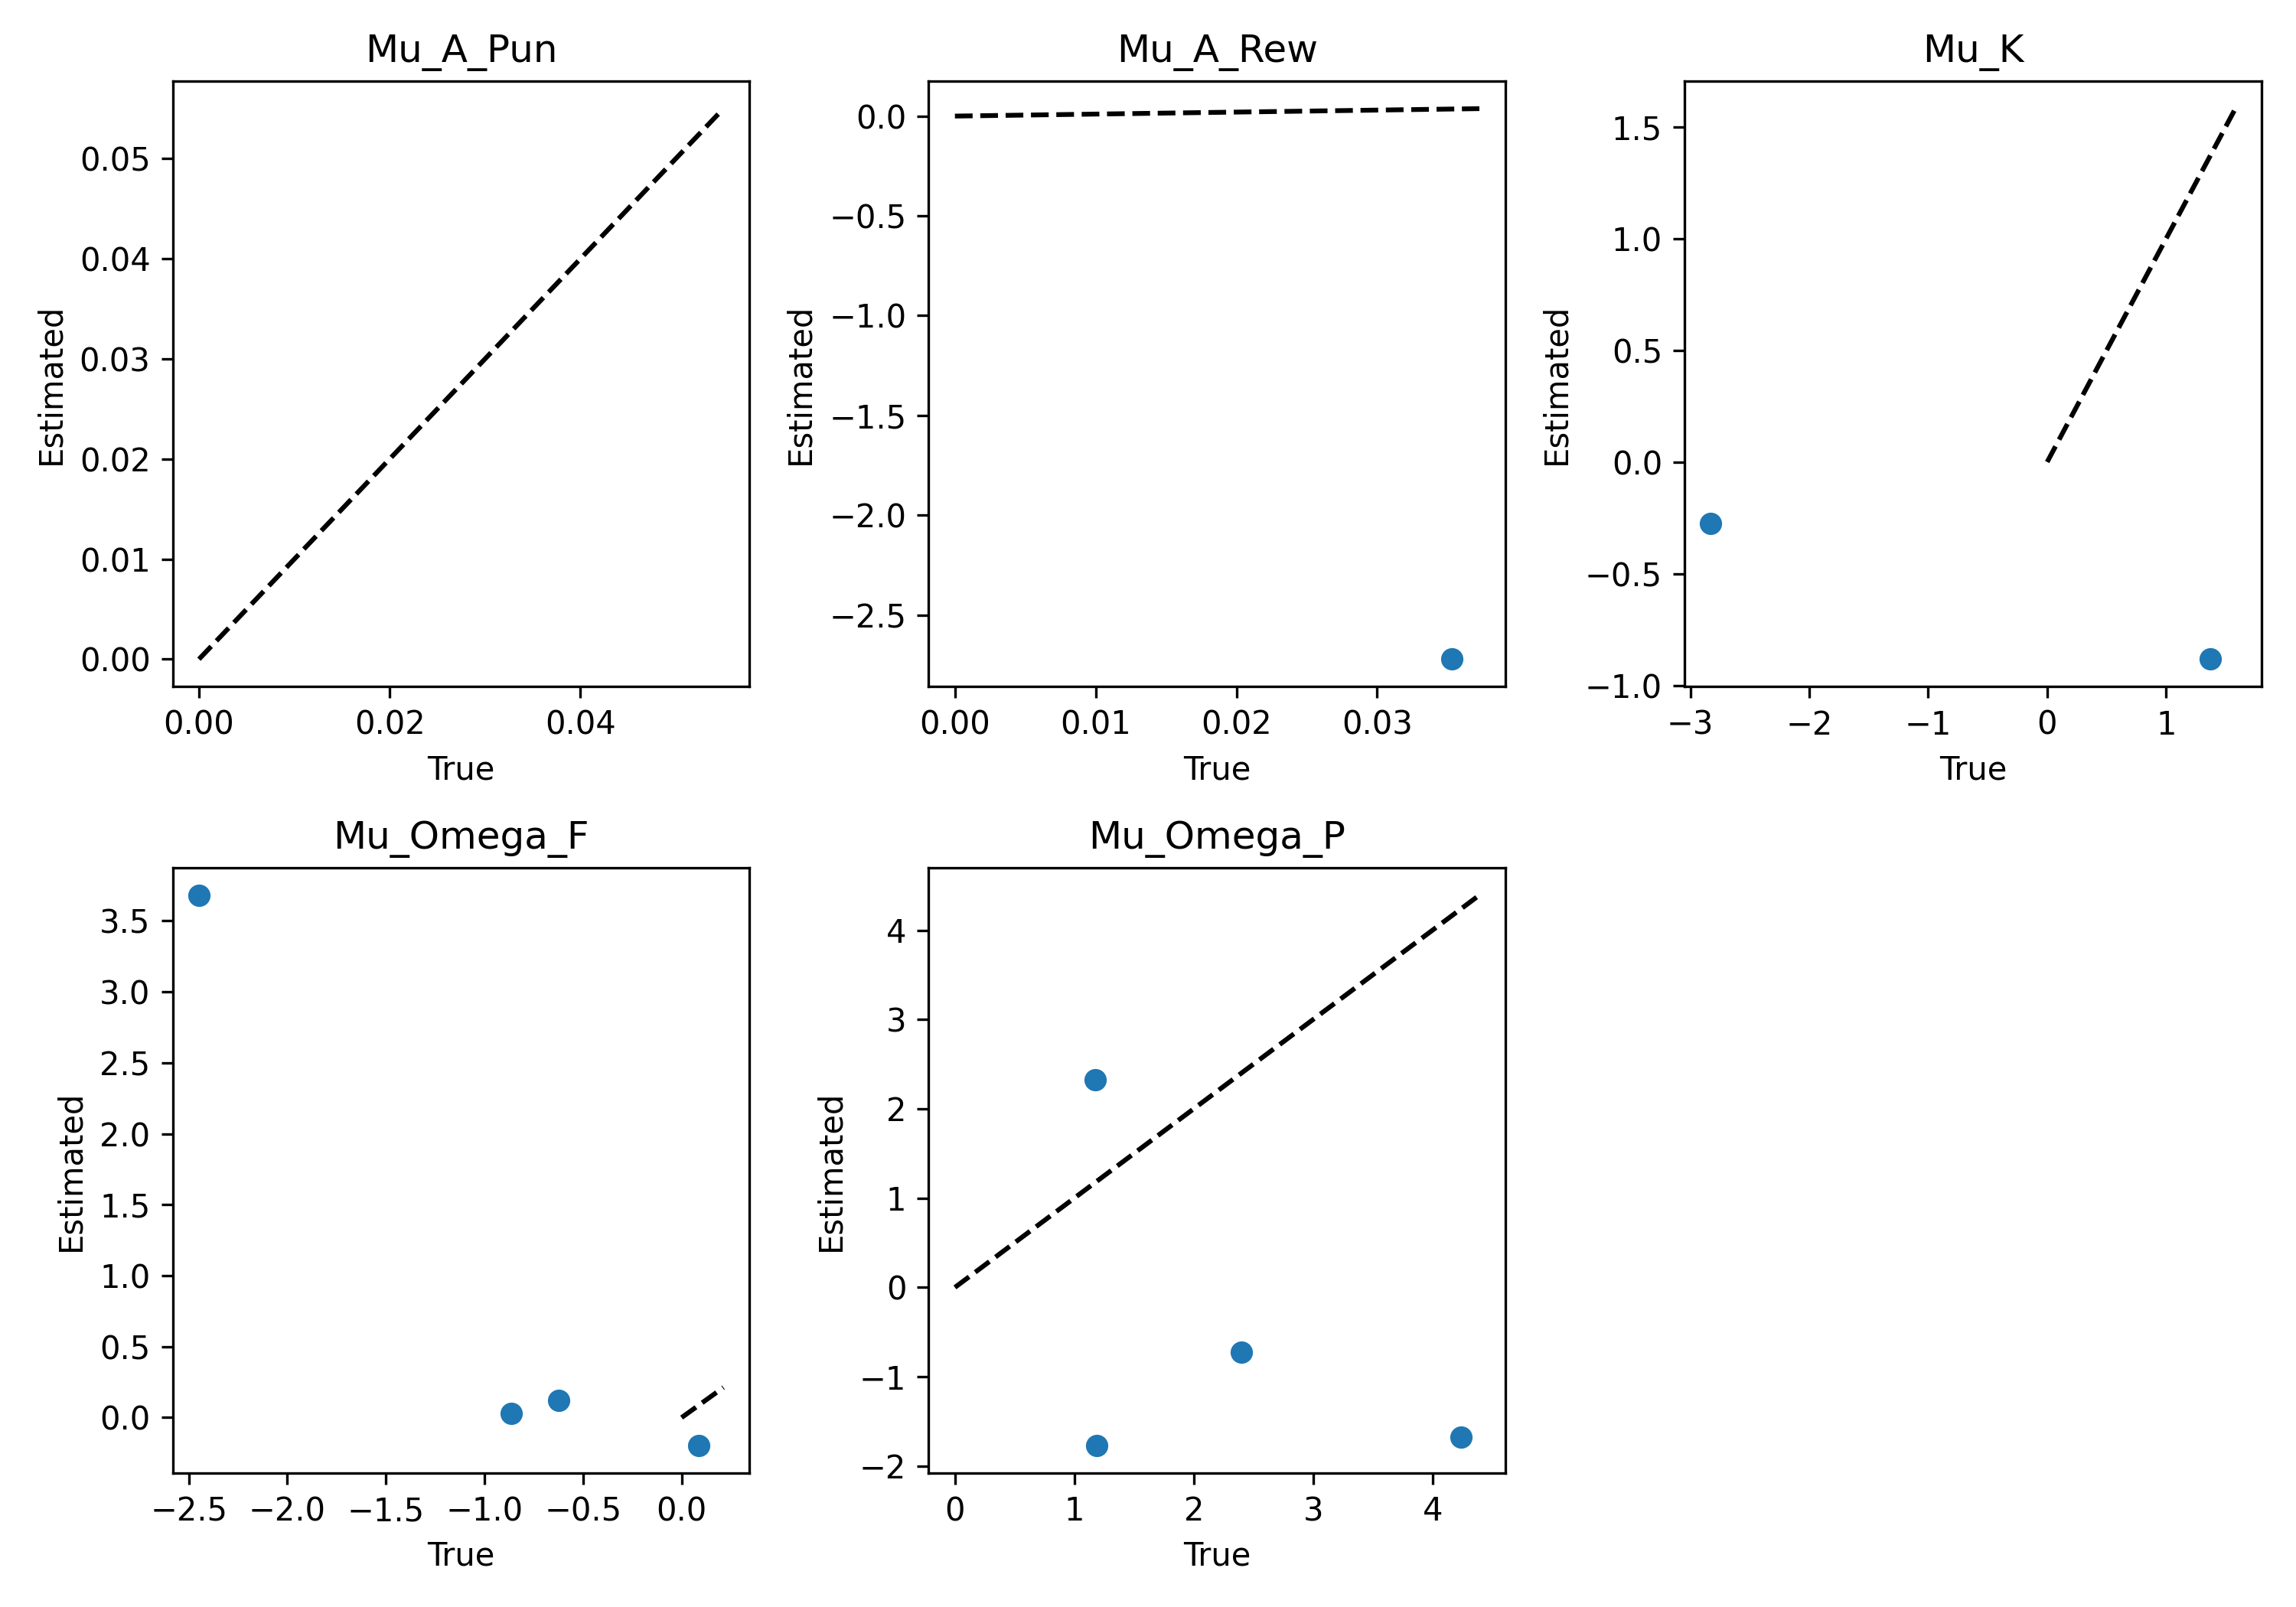 Mu_A_Pun
Estimated
0.05
0.04
0.03
0.02
0.01
0.00
0.00 0.02 0.04
True
Mu_A_Rew
Estimated
0.0
−0.5
−1.0
−1.5
−2.0
−2.5
0.00 0.01 0.02 0.03
True
Mu_K
Estimated
1.5
1.0
0.5
0.0
−0.5
−1.0
−3 −2 −1 0 1
True
Mu_Omega_F
Estimated
3.5
3.0
2.5
2.0
1.5
1.0
0.5
0.0
−2.5 −2.0 −1.5 −1.0 −0.5 0.0
True
Mu_Omega_P
Estimated
4
3
2
1
0
−1
−2
0 1 2 3 4
True